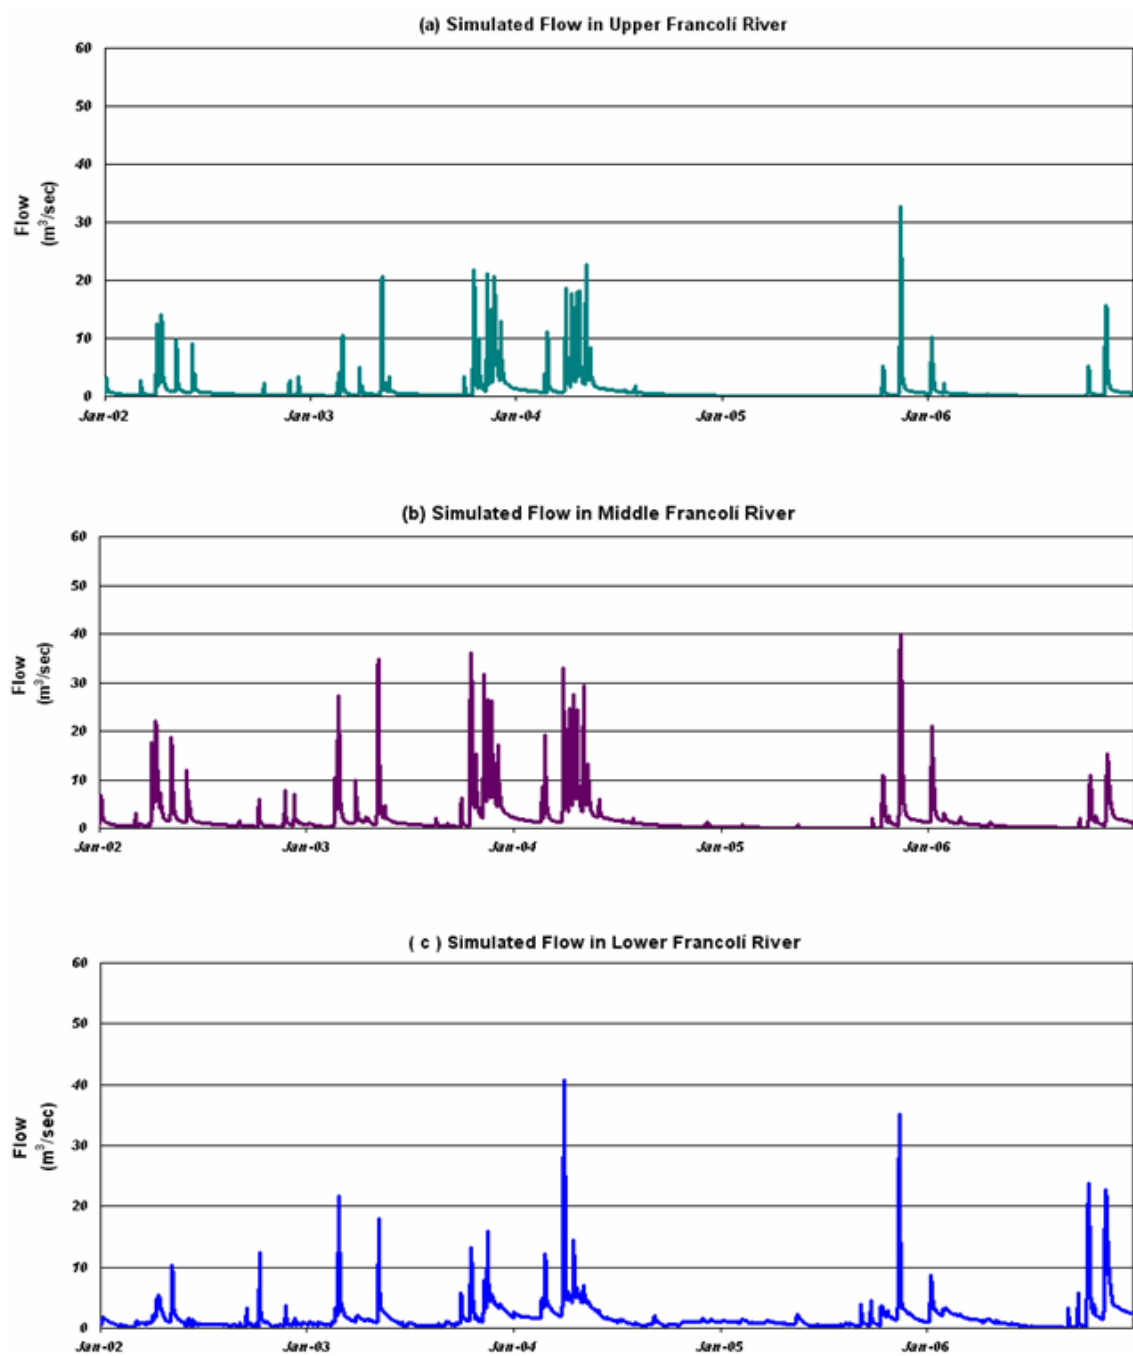 (a) Simulated Flow in Upper Francolí River
60
50
40
30
20
10
0
Flow
(m³/sec)
Jan-02 Jan-03 Jan-04 Jan-05 Jan-06
(b) Simulated Flow in Middle Francolí River
60
50
40
30
20
10
0
Flow
(m³/sec)
Jan-02 Jan-03 Jan-04 Jan-05 Jan-06
( c ) Simulated Flow in Lower Francolí River
60
50
40
30
20
10
0
Flow
(m³/sec)
Jan-02 Jan-03 Jan-04 Jan-05 Jan-06